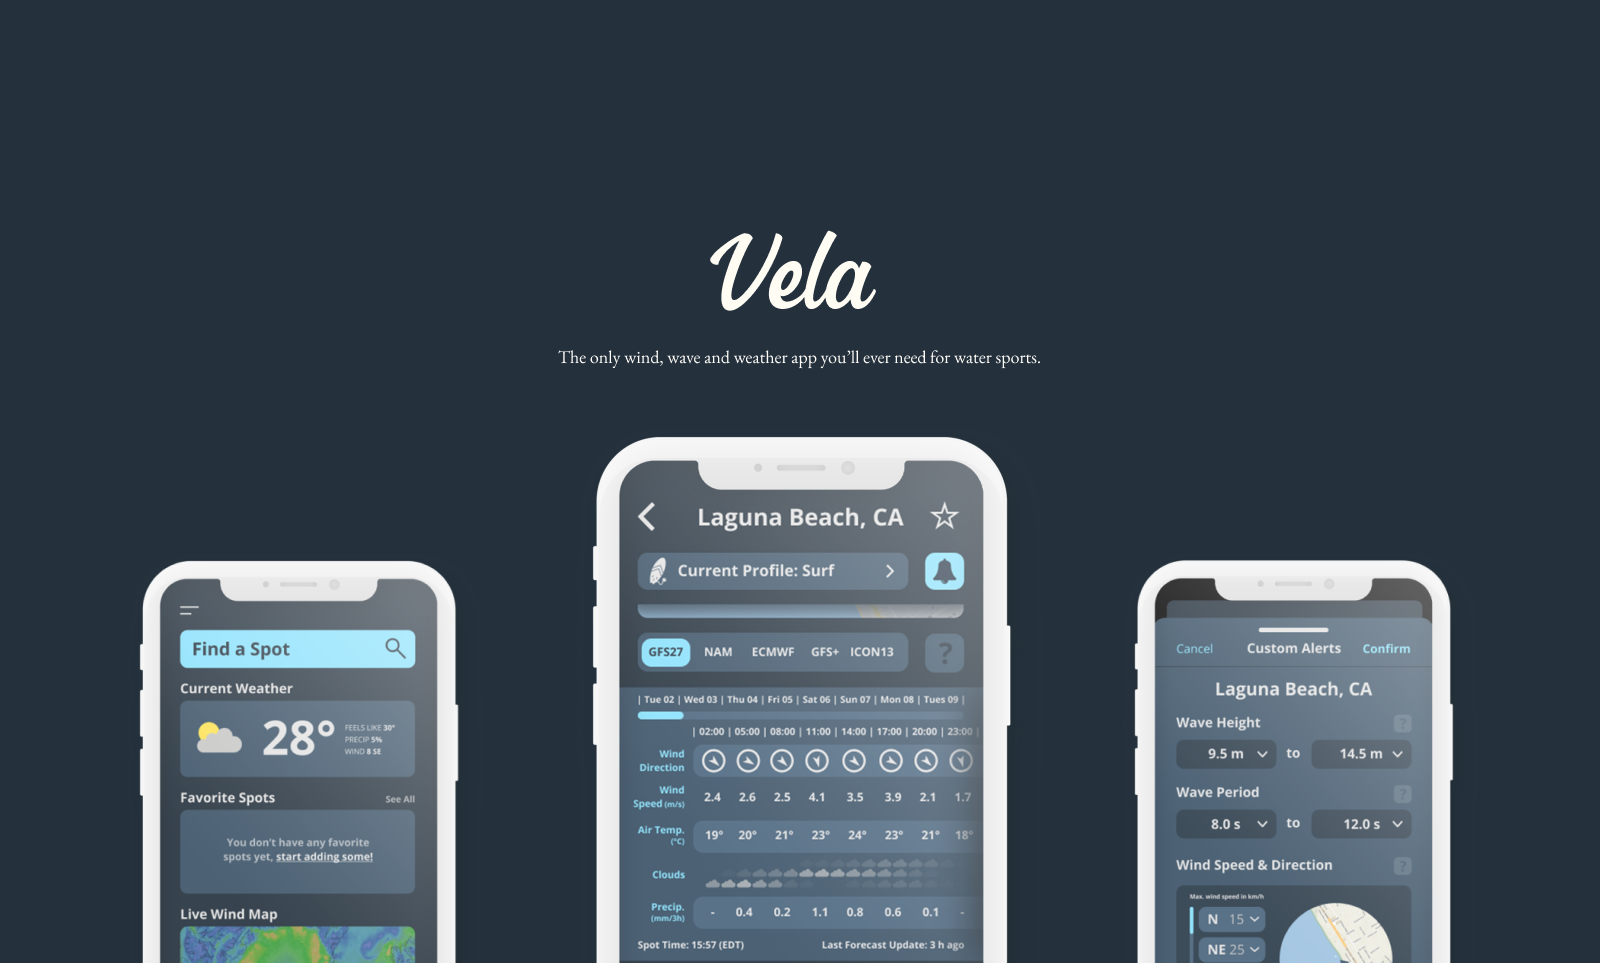 Vela
The only wind, wave and weather app you’ll ever need for water sports.
Find a Spot
Current Weather
28°
FEELS LIKE 30°
PRECIP 5%
WIND 8 SE
Favorite Spots
See All
You don't have any favorite
spots yet, start adding some!
Live Wind Map
Laguna Beach, CA
Current Profile: Surf
GFS27 NAM ECMWF GFS+ ICON13 ?
| Tue 02 | Wed 03 | Thu 04 | Fri 05 | Sat 06 | Sun 07 | Mon 08 | Tues 09 |
| 02:00 | 05:00 | 08:00 | 11:00 | 14:00 | 17:00 | 20:00 | 23:00 |
Wind
Direction
Wind
Speed (m/s) 2.4 2.6 2.5 4.1 3.5 3.9 2.1 1.7
Air Temp.
(°C) 19° 20° 21° 23° 24° 23° 21° 18°
Clouds
Precip.
(mm/3h) - 0.4 0.2 1.1 0.8 0.6 0.1 -
Spot Time: 15:57 (EDT) Last Forecast Update: 3 h ago
Cancel Custom Alerts Confirm
Laguna Beach, CA
Wave Height ?
9.5 m to 14.5 m
Wave Period ?
8.0 s to 12.0 s
Wind Speed & Direction ?
Max. wind speed in km/h
N 15
NE 25